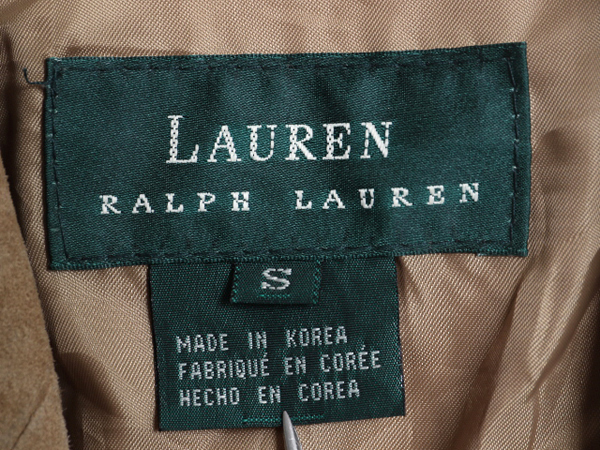 LAUREN
RALPH LAUREN
S
MADE IN KOREA
FABRIQUÉ EN CORÉE
HECHO EN COREA